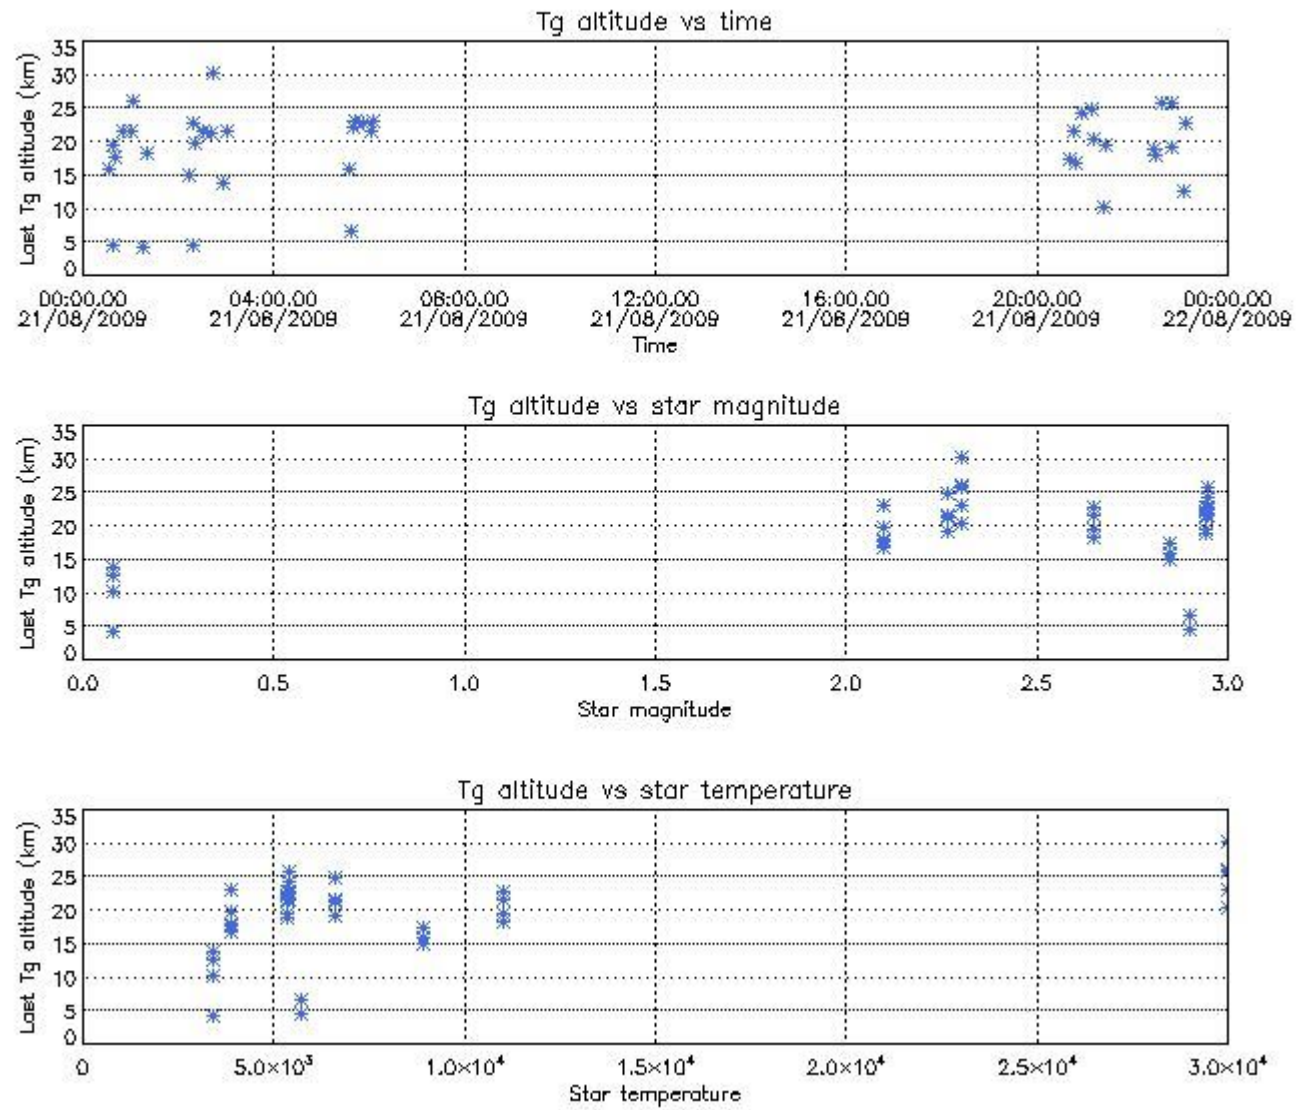 Tg altitude vs time
Last Tg altitude (km)
35
30
25
20
15
10
5
0
00:00.00 04:00.00 08:00.00 12:00.00 16:00.00 20:00.00 00:00.00
21/08/2009 21/08/2009 21/08/2009 21/08/2009 21/08/2009 21/08/2009 22/08/2009
Time
Tg altitude vs star magnitude
Last Tg altitude (km)
35
30
25
20
15
10
5
0
0.0 0.5 1.0 1.5 2.0 2.5 3.0
Star magnitude
Tg altitude vs star temperature
Last Tg altitude (km)
35
30
25
20
15
10
5
0
0 5.0×10³ 1.0×10⁴ 1.5×10⁴ 2.0×10⁴ 2.5×10⁴ 3.0×10⁴
Star temperature